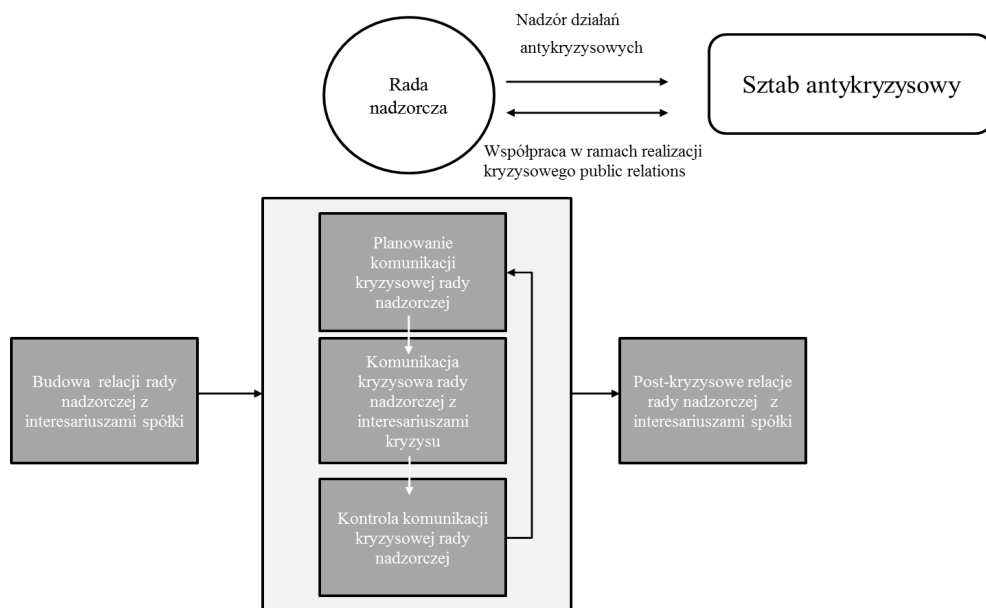 Nadzór działań
antykryzysowych
Rada
nadzorcza
Sztab antykryzysowy
Współpraca w ramach realizacji
kryzysowego public relations
Planowanie
komunikacji
kryzysowej rady
nadzorczej
Budowa relacji rady
nadzorczej z
interesariuszami spółki
Komunikacja
kryzysowa rady
nadzorczej z
interesariuszami
kryzysu
Post-kryzysowe relacje
rady nadzorczej z
interesariuszami spółki
Kontrola komunikacji
kryzysowej rady
nadzorczej